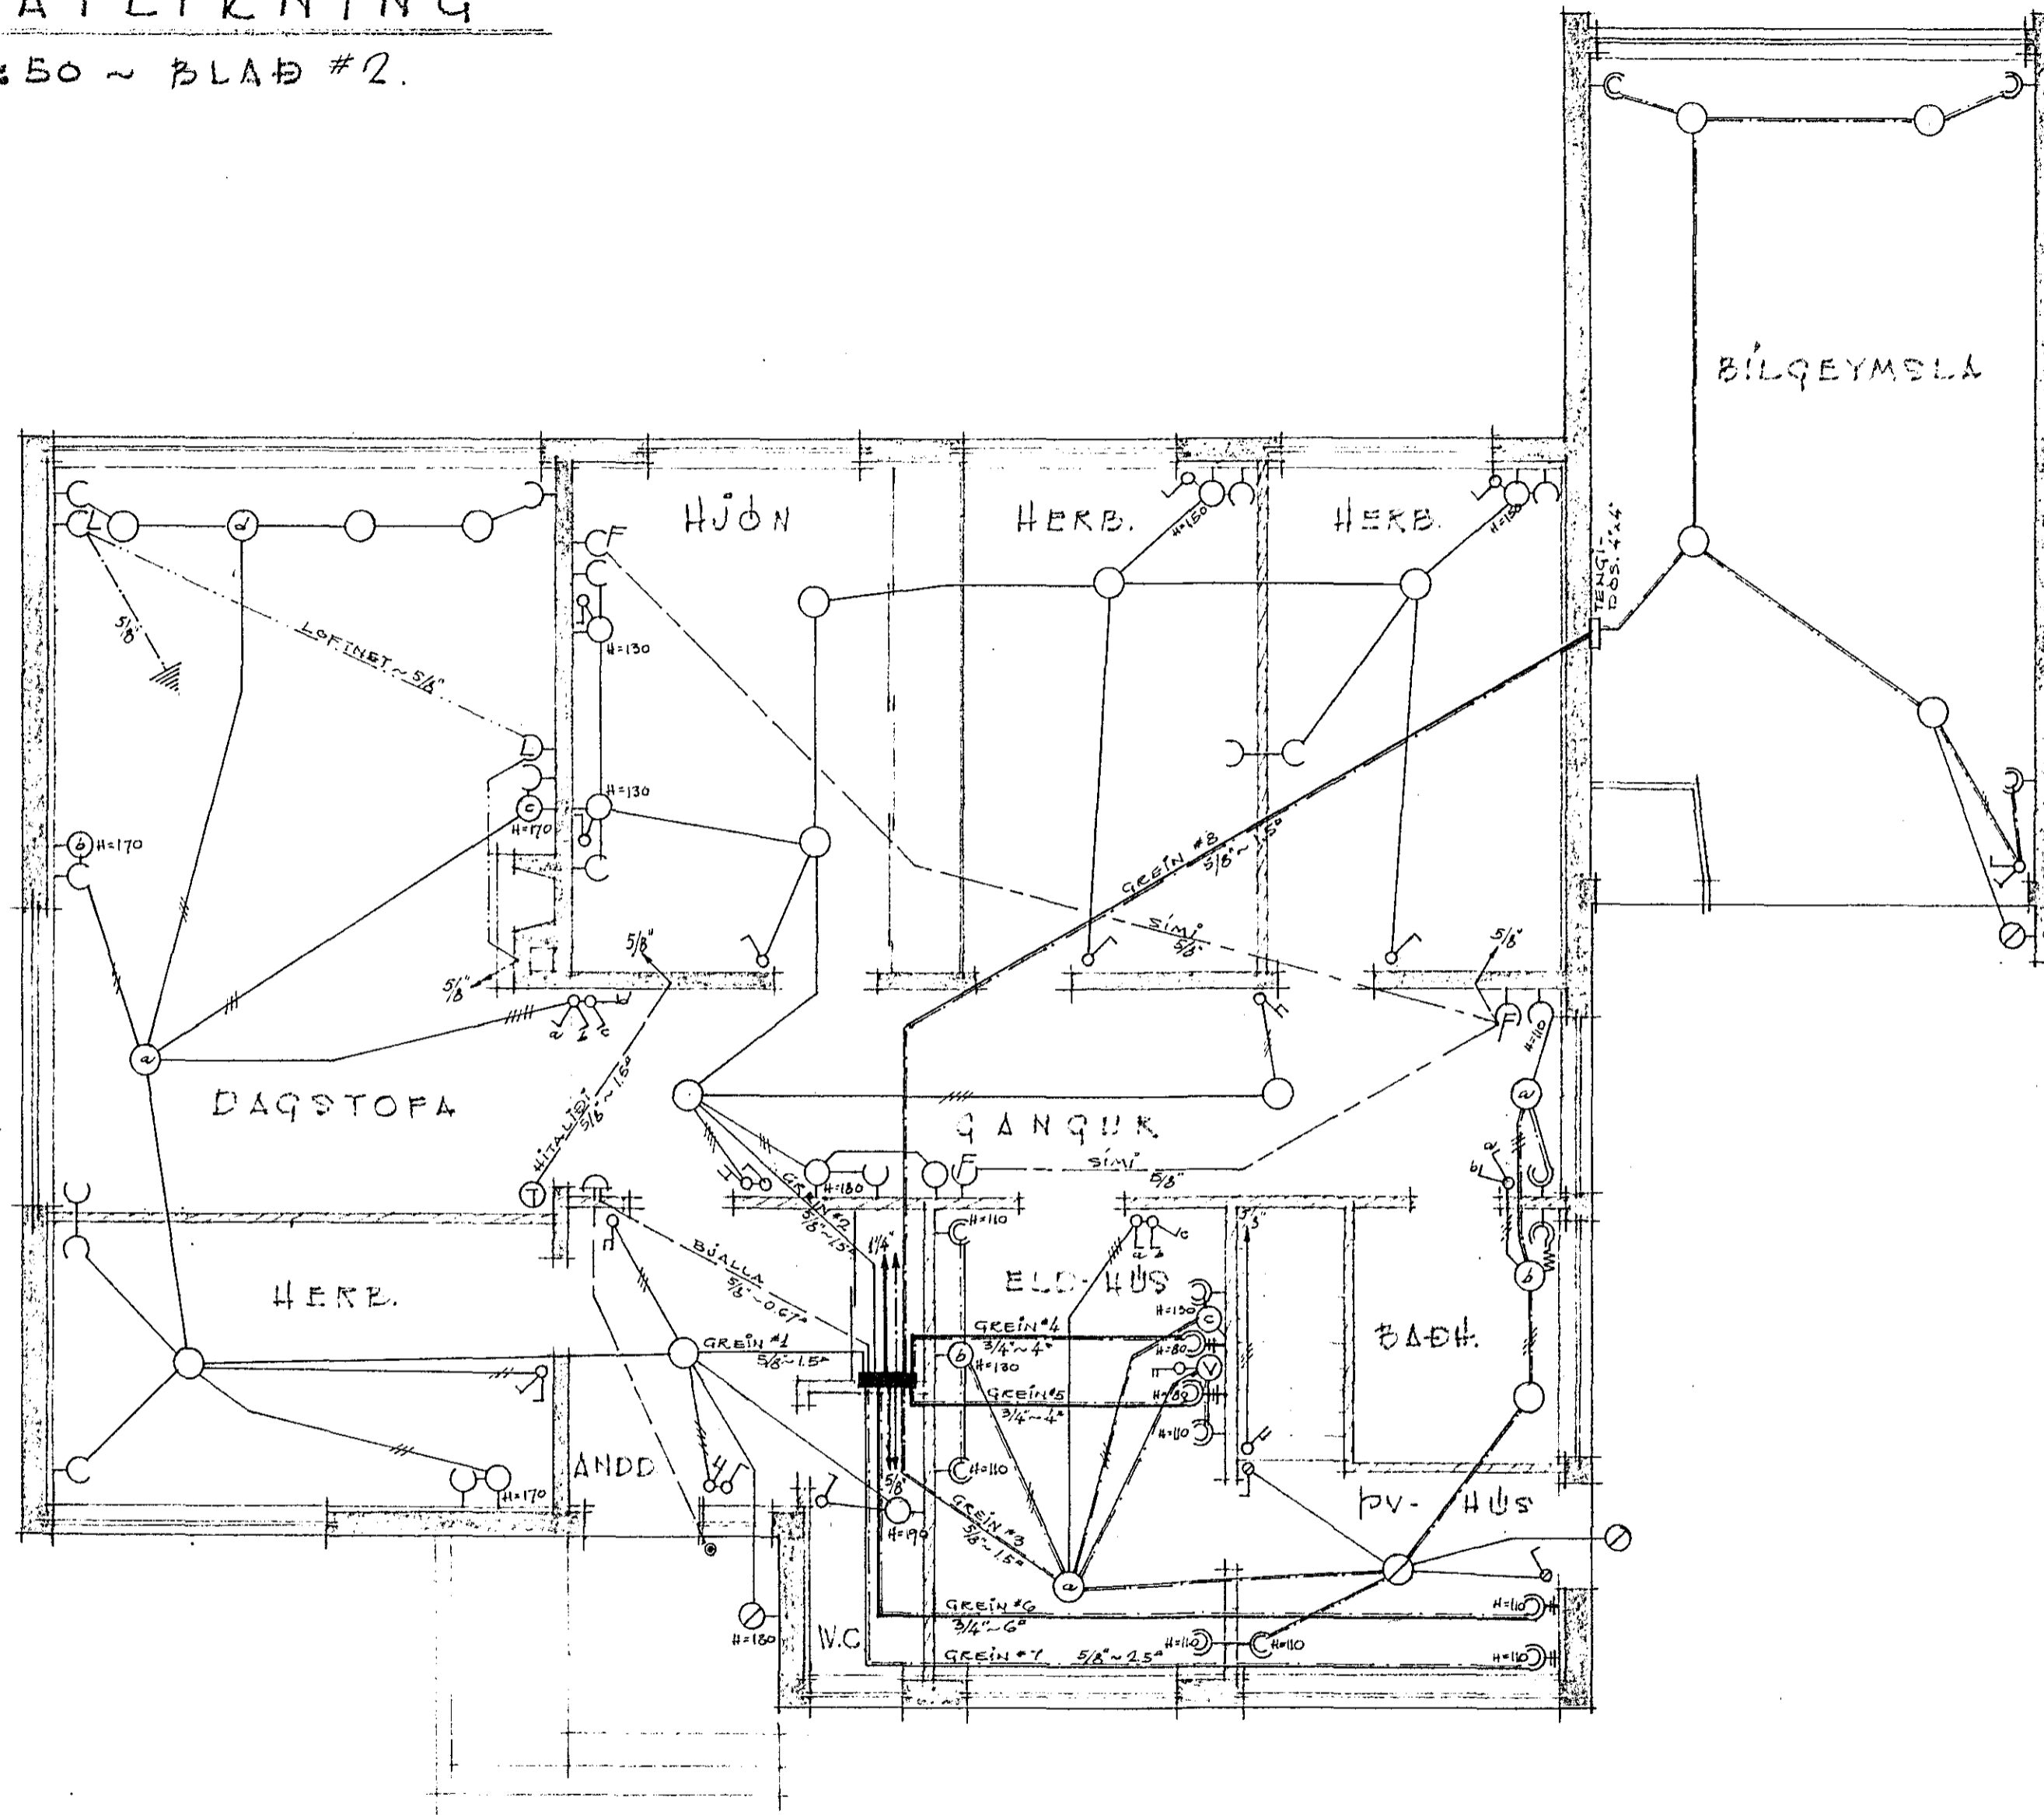 :50 ~ BLAÐ #2.
BÍLGEYMSLA
HJÓN
HERB.
HERB.
F
L
d
H=150
H=150
TENGI-
DÓS. 4"x4"
5/8"
LOFTNET ~ 5/8"
H=130
L
H=130
c
H=170
b
H=170
GREIN #8
5/8" ~ 1.5□
SÍMI
5/8"
5/8"
5/8"
5/8"
a b c
F
H=110
a
DAGSTOFA
HITALIÐI
5/8" ~ 1.5□
GANGUR
a
a
b
SÍMI
5/8"
F
T
H=180
GREIN #2
5/8" ~ 1.5□
H=110
BJALLA
5/8" ~ 0.67□
1 1/4"
a b c
5/8"
ELD-HÚS
b
HERB.
H=130
c
GREIN #4
3/4" ~ 4□
H=80
BAÐH.
GREIN #1
5/8" ~ 1.5□
b
H=130
V
GREIN #5
3/4" ~ 4□
H=80
H=110
ANDD
H=110
5/8"
H=170
H=190
GREIN #3
5/8" ~ 1.5□
ÞV-HÚS
a
GREIN #6
3/4" ~ 6□
H=110
H=180
W.C
H=110
H=110
GREIN #7 5/8" ~ 2.5□
H=110